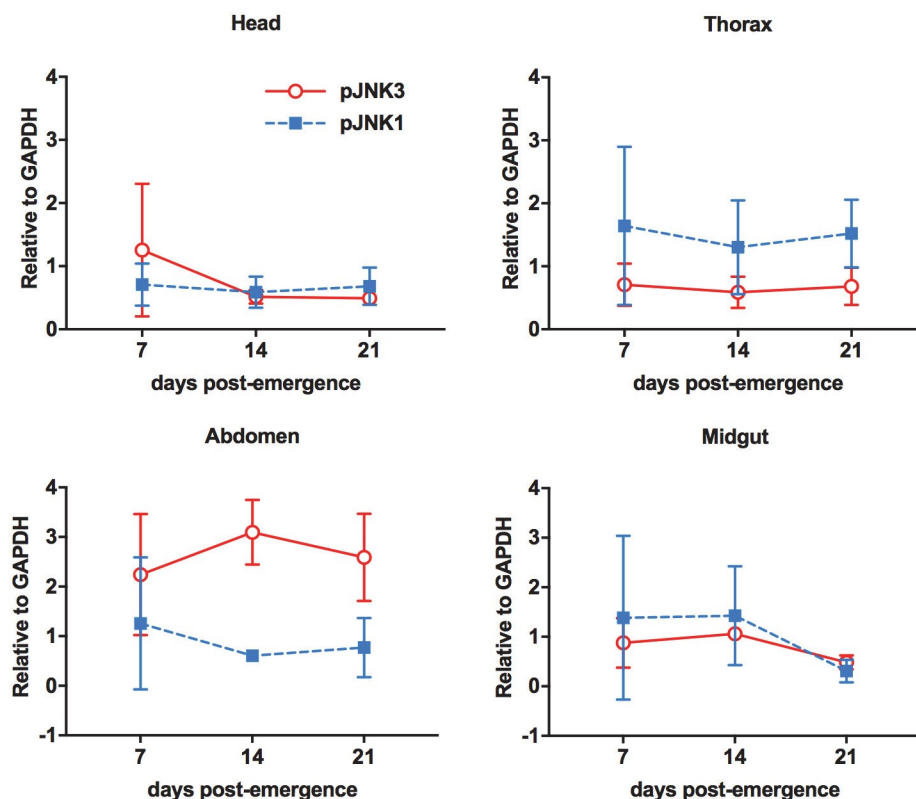 Head
Thorax
4
3
2
1
0
Relative to GAPDH
pJNK3
pJNK1
7
14
21
days post-emergence
4
3
2
1
0
Relative to GAPDH
7
14
21
days post-emergence
Abdomen
Midgut
4
3
2
1
0
-1
Relative to GAPDH
7
14
21
days post-emergence
4
3
2
1
0
-1
Relative to GAPDH
7
14
21
days post-emergence